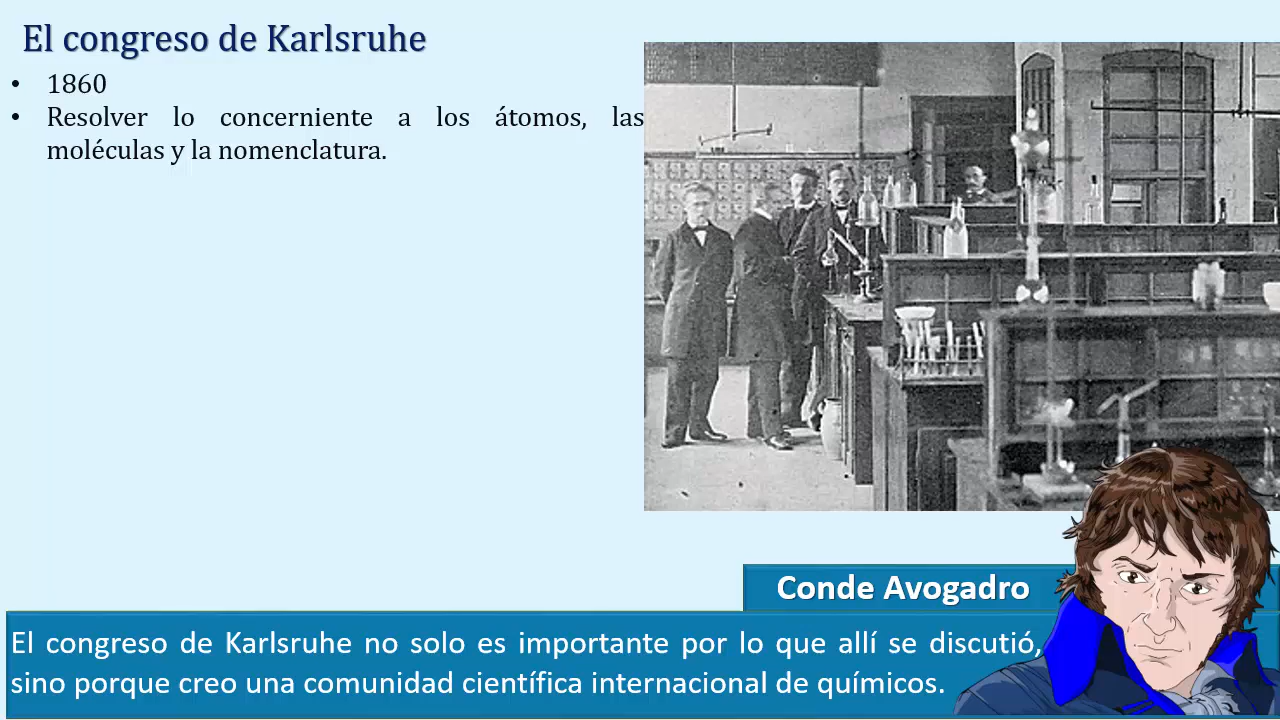 El congreso de Karlsruhe
• 1860
• Resolver lo concerniente a los átomos, las
moléculas y la nomenclatura.
Conde Avogadro
El congreso de Karlsruhe no solo es importante por lo que allí se discutió,
sino porque creo una comunidad científica internacional de químicos.